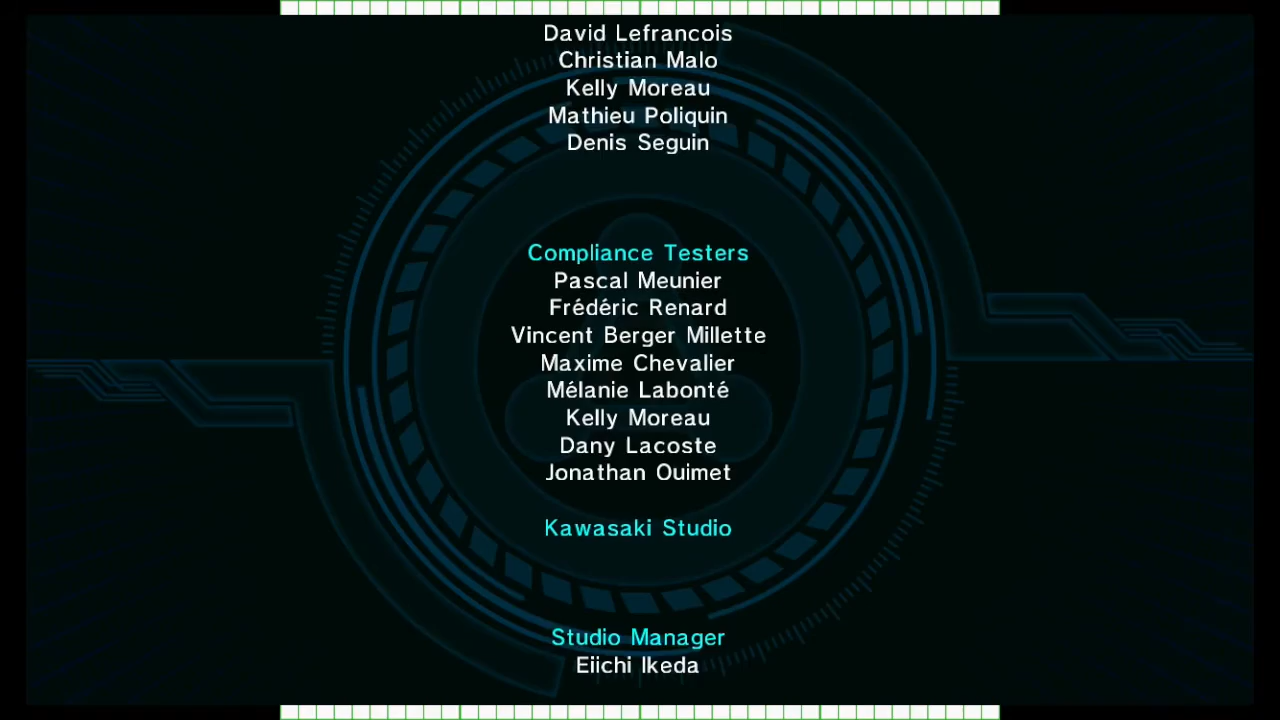 David Lefrancois
Christian Malo
Kelly Moreau
Mathieu Poliquin
Denis Seguin
Compliance Testers
Pascal Meunier
Frédéric Renard
Vincent Berger Millette
Maxime Chevalier
Mélanie Labonté
Kelly Moreau
Dany Lacoste
Jonathan Ouimet
Kawasaki Studio
Studio Manager
Eiichi Ikeda